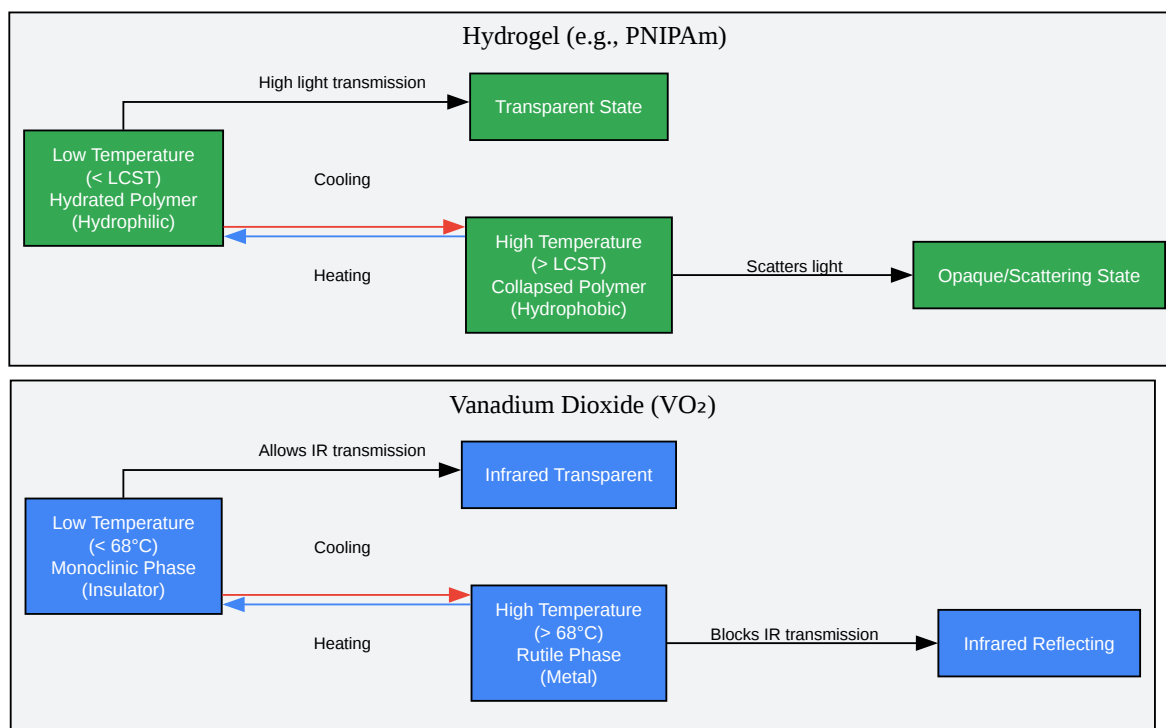 Hydrogel (e.g., PNIPAm)
High light transmission
Transparent State
Low Temperature
(< LCST)
Hydrated Polymer
(Hydrophilic)
Cooling
Heating
High Temperature
(> LCST)
Collapsed Polymer
(Hydrophobic)
Scatters light
Opaque/Scattering State
Vanadium Dioxide (VO₂)
Allows IR transmission
Infrared Transparent
Low Temperature
(< 68°C)
Monoclinic Phase
(Insulator)
Cooling
Heating
High Temperature
(> 68°C)
Rutile Phase
(Metal)
Blocks IR transmission
Infrared Reflecting